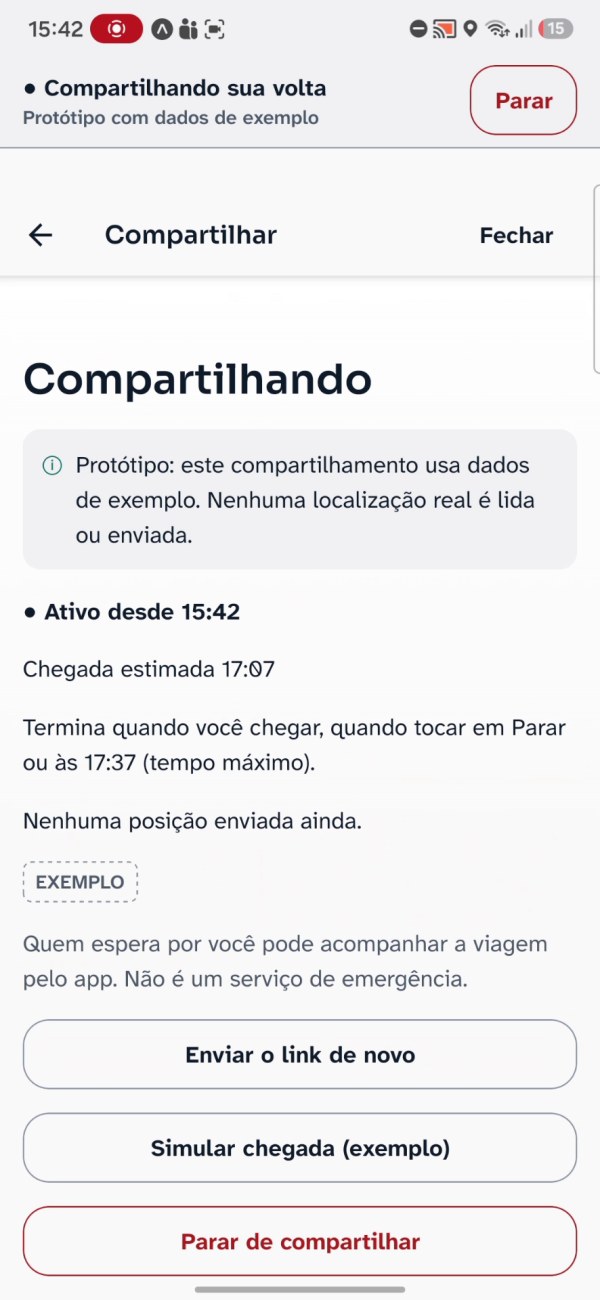 15:42
15
● Compartilhando sua volta
Protótipo com dados de exemplo
Parar
← Compartilhar
Fechar
Compartilhando
Protótipo: este compartilhamento usa dados
de exemplo. Nenhuma localização real é lida
ou enviada.
● Ativo desde 15:42
Chegada estimada 17:07
Termina quando você chegar, quando tocar em Parar
ou às 17:37 (tempo máximo).
Nenhuma posição enviada ainda.
EXEMPLO
Quem espera por você pode acompanhar a viagem
pelo app. Não é um serviço de emergência.
Enviar o link de novo
Simular chegada (exemplo)
Parar de compartilhar